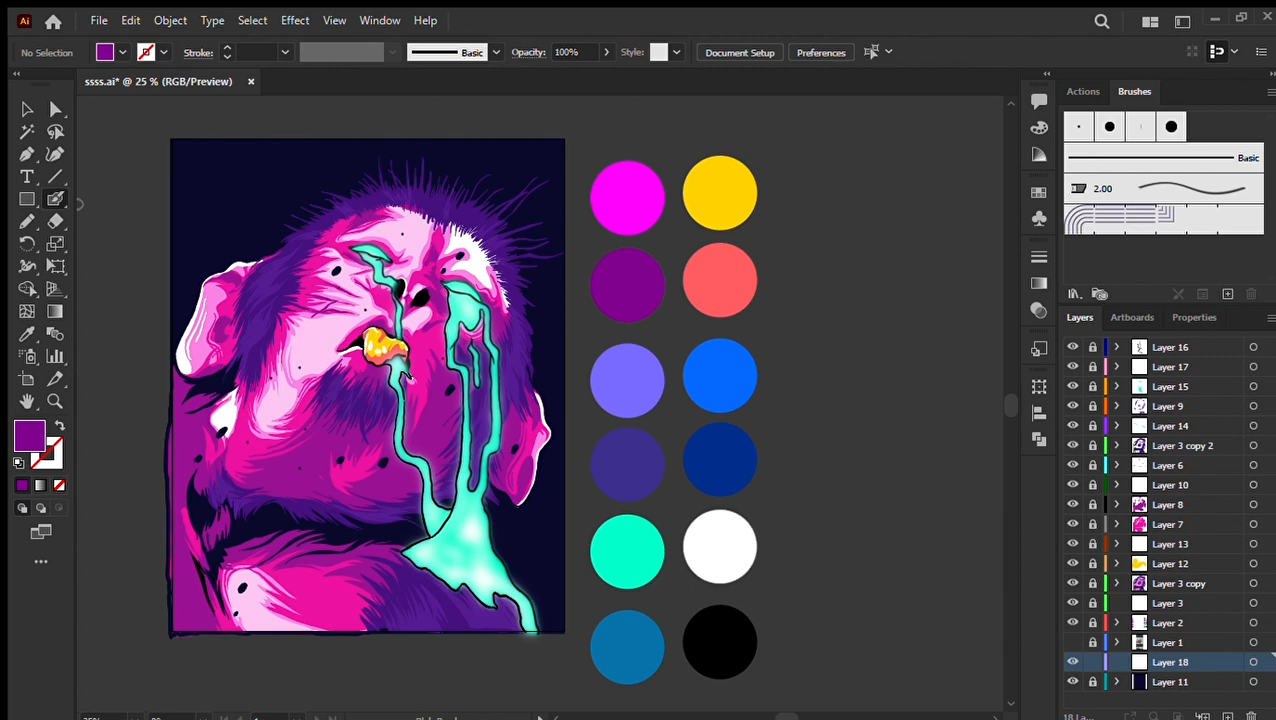 Ai File Edit Object Type Select Effect View Window Help
No Selection Stroke: Basic Opacity: 100% Style: Document Setup Preferences
ssss.ai* @ 25 % (RGB/Preview)
Actions Brushes
Basic
2.00
Layers Artboards Properties
Layer 16
Layer 17
Layer 15
Layer 9
Layer 14
Layer 3 copy 2
Layer 6
Layer 10
Layer 8
Layer 7
Layer 13
Layer 12
Layer 3 copy
Layer 3
Layer 2
Layer 1
Layer 18
Layer 11